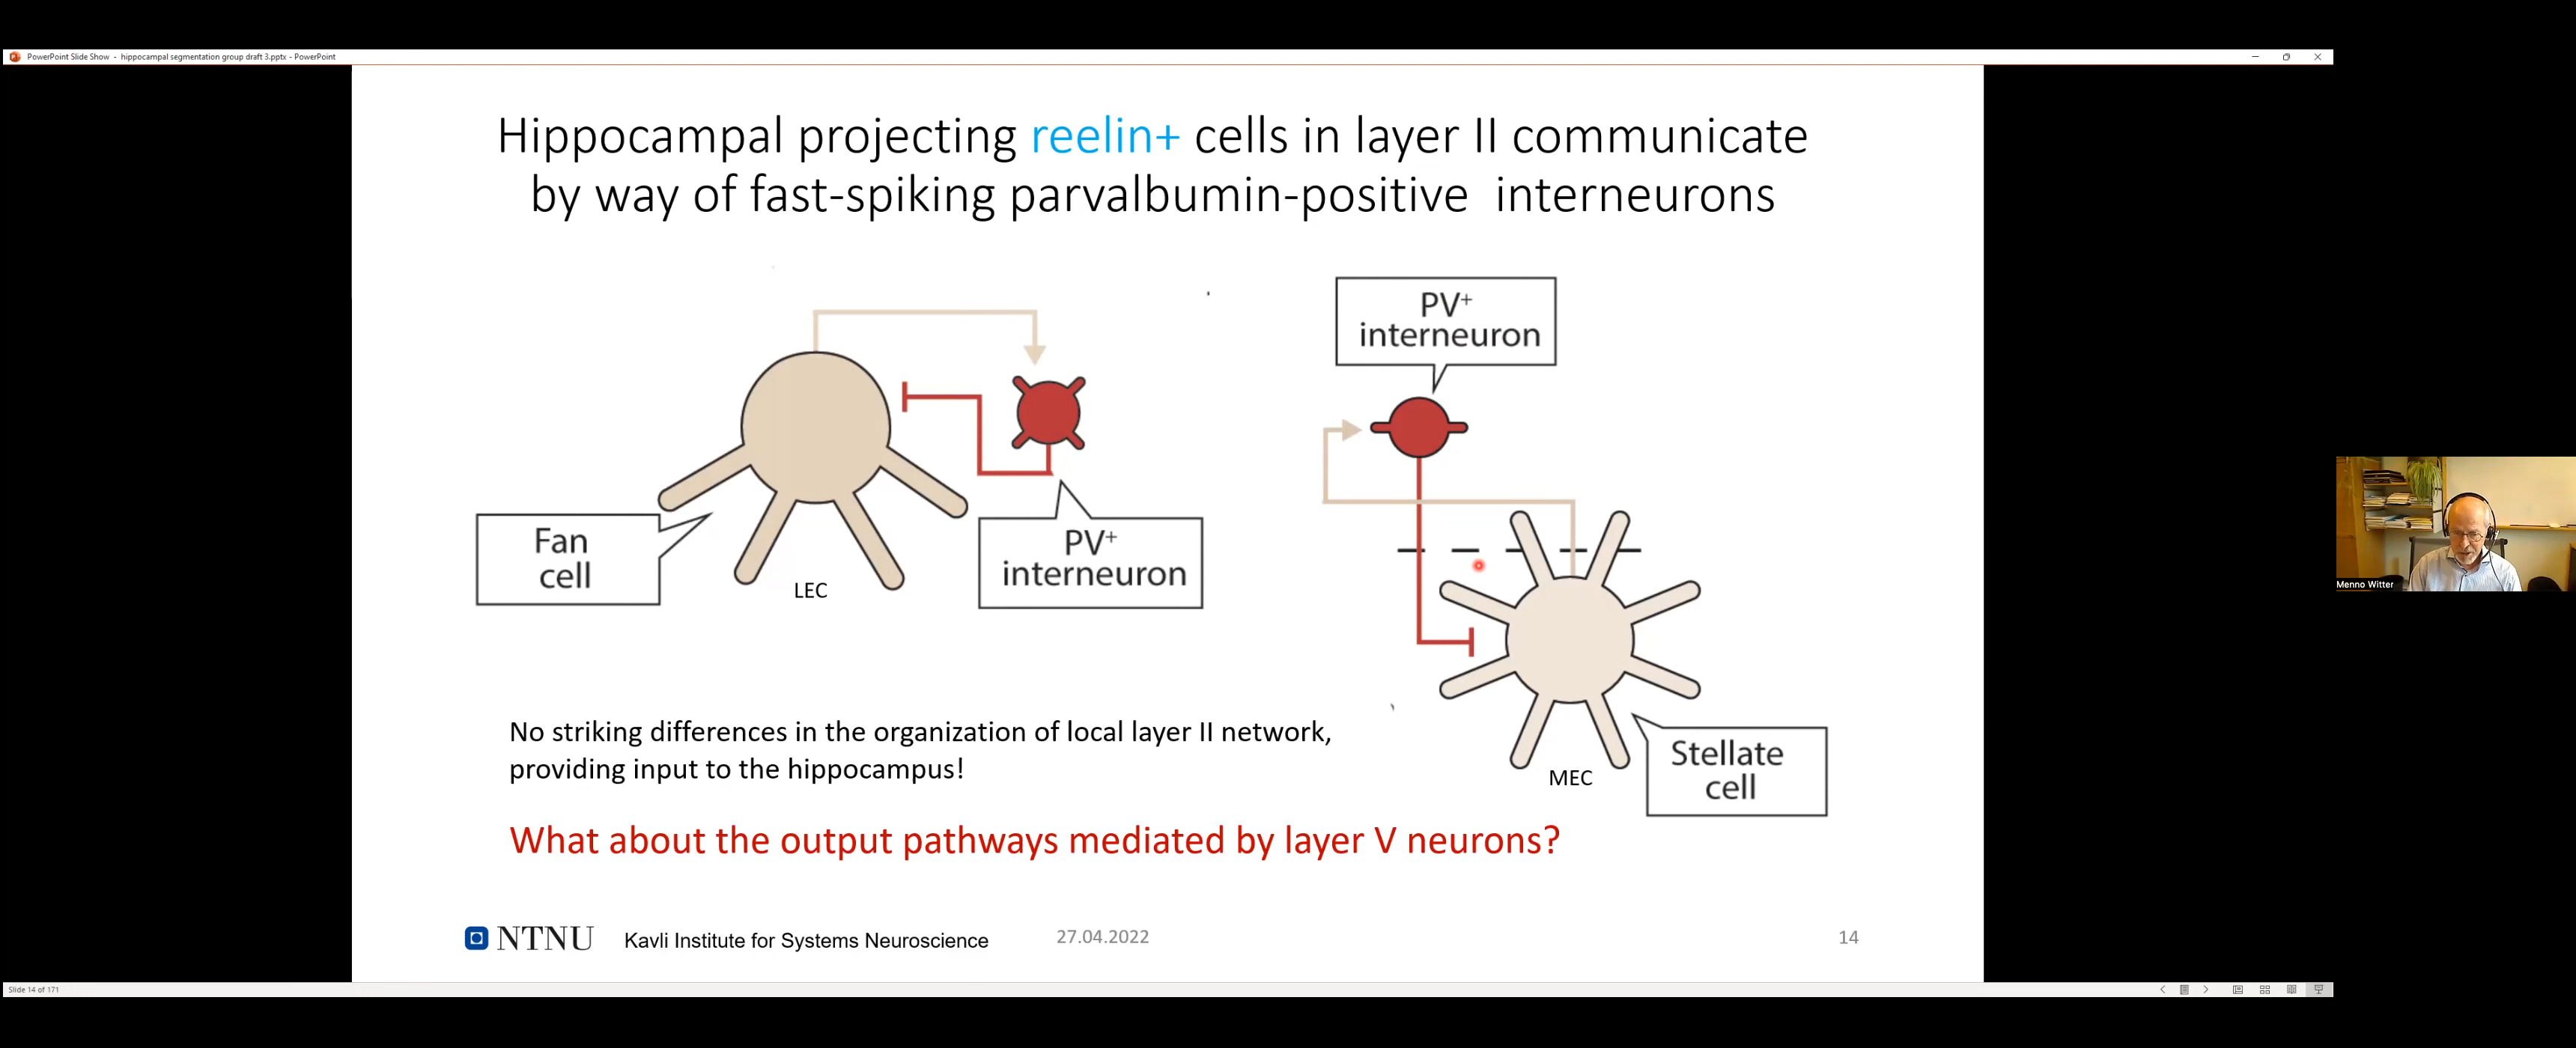 PowerPoint Slide Show - hippocampal segmentation group draft 3.pptx - PowerPoint
Hippocampal projecting reelin+ cells in layer II communicate
by way of fast-spiking parvalbumin-positive interneurons
PV+
interneuron
Fan
cell
LEC
PV+
interneuron
No striking differences in the organization of local layer II network,
providing input to the hippocampus!
MEC
Stellate
cell
What about the output pathways mediated by layer V neurons?
NTNU
Kavli Institute for Systems Neuroscience
27.04.2022
14
Slide 14 of 171
Menno Witter